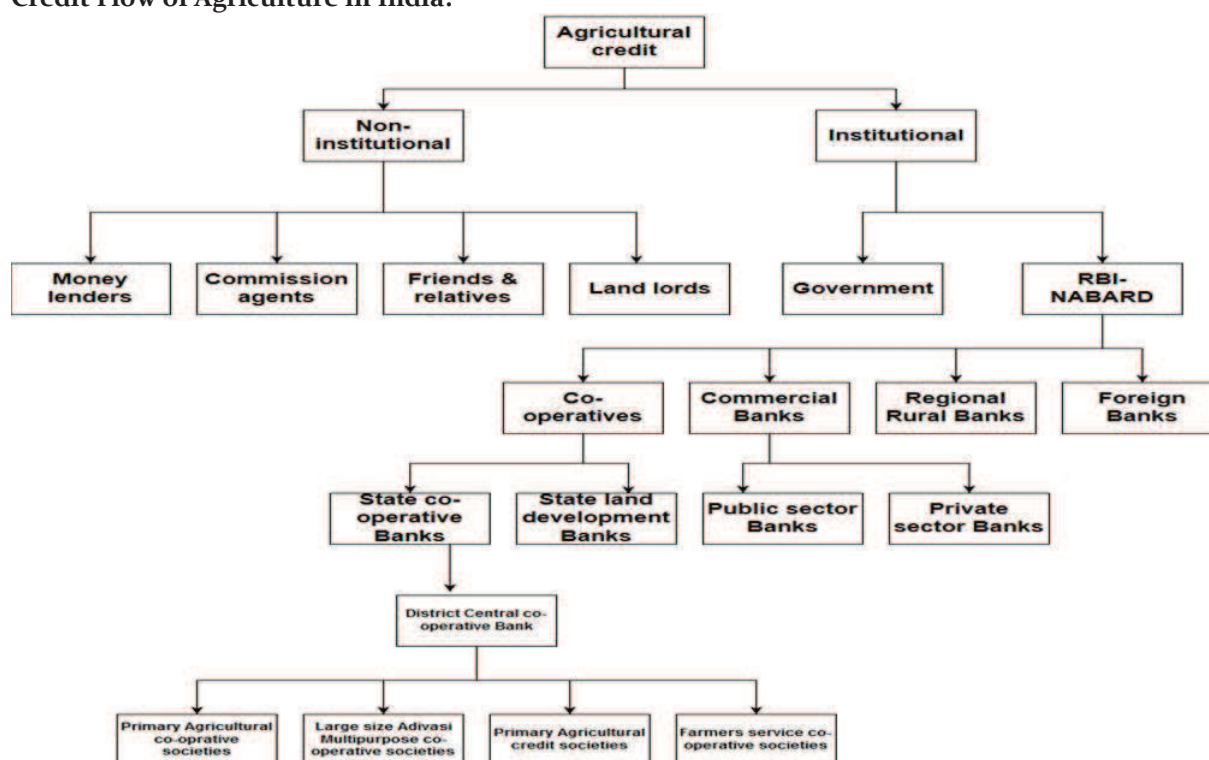 Credit Flow of Agriculture in India:
Agricultural
credit
Non-
institutional
Institutional
Money
lenders
Commission
agents
Friends &
relatives
Land lords
Government
RBI-
NABARD
Co-
operatives
Commercial
Banks
Regional
Rural Banks
Foreign
Banks
State co-
operative
Banks
State land
development
Banks
Public sector
Banks
Private
sector Banks
District Central co-
operative Bank
Primary Agricultural
co-oprative
societies
Large size Adivasi
Multipurpose co-
operative societies
Primary Agricultural
credit societies
Farmers service co-
operative societies